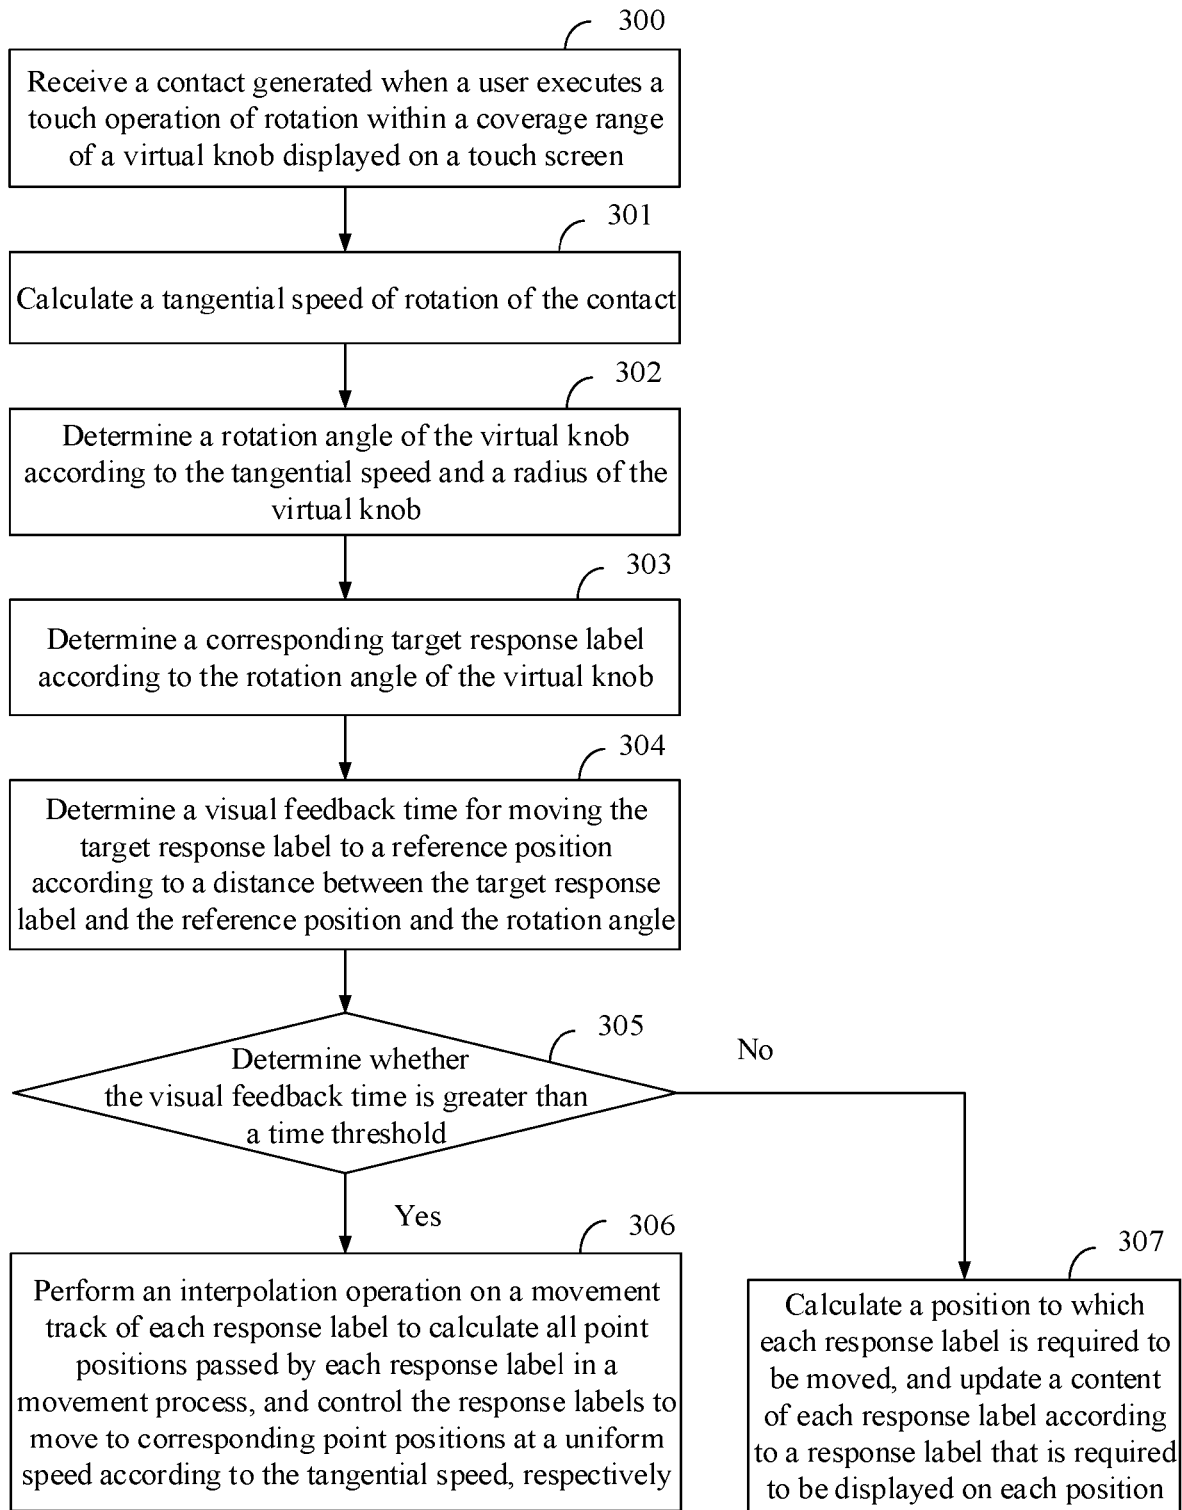 300
Receive a contact generated when a user executes a
touch operation of rotation within a coverage range
of a virtual knob displayed on a touch screen
301
Calculate a tangential speed of rotation of the contact
302
Determine a rotation angle of the virtual knob
according to the tangential speed and a radius of the
virtual knob
303
Determine a corresponding target response label
according to the rotation angle of the virtual knob
304
Determine a visual feedback time for moving the
target response label to a reference position
according to a distance between the target response
label and the reference position and the rotation angle
305
Determine whether
the visual feedback time is greater than
a time threshold
No
Yes
306
Perform an interpolation operation on a movement
track of each response label to calculate all point
positions passed by each response label in a
movement process, and control the response labels to
move to corresponding point positions at a uniform
speed according to the tangential speed, respectively
307
Calculate a position to which
each response label is required to
be moved, and update a content
of each response label according
to a response label that is required
to be displayed on each position